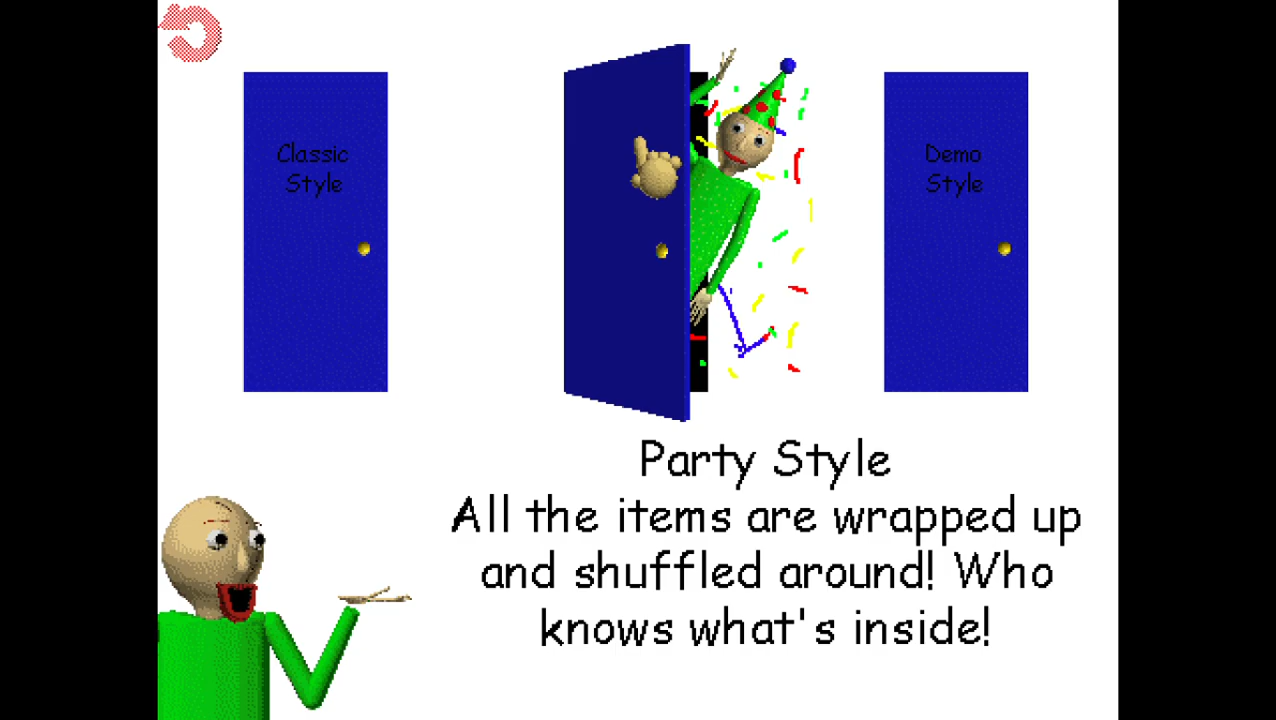 Classic
Style
Demo
Style
Party Style
All the items are wrapped up
and shuffled around! Who
knows what's inside!